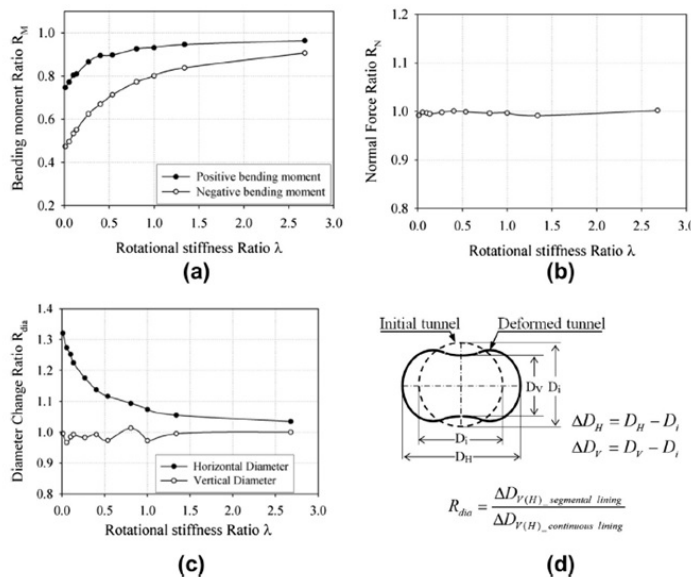 1.0
0.8
0.6
0.4
0.2
Bending moment Ratio R_M
Positive bending moment
Negative bending moment
0.0 0.5 1.0 1.5 2.0 2.5 3.0
Rotational stiffness Ratio λ
(a)
1.2
1.1
1.0
0.9
0.8
Normal Force Ratio R_N
0.0 0.5 1.0 1.5 2.0 2.5 3.0
Rotational stiffness Ratio λ
(b)
1.4
1.3
1.2
1.1
1.0
0.9
0.8
Diameter Change Ratio R_dia
Horizontal Diameter
Vertical Diameter
0.0 0.5 1.0 1.5 2.0 2.5 3.0
Rotational stiffness Ratio λ
(c)
Initial tunnel Deformed tunnel
D_V D_i
D_i
D_H
ΔD_H = D_H − D_i
ΔD_V = D_V − D_i
R_dia = ΔD_V(H)_segmental lining / ΔD_V(H)_continuous lining
(d)